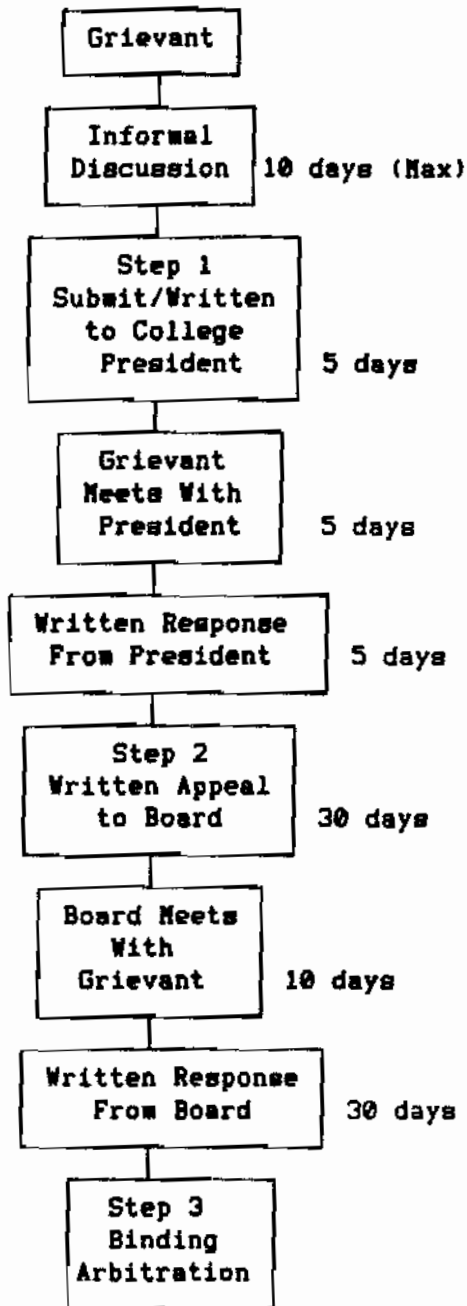 Grievant
Informal
Discussion 10 days (Max)
Step 1
Submit/Written
to College
President 5 days
Grievant
Meets With
President 5 days
Written Response
From President 5 days
Step 2
Written Appeal
to Board 30 days
Board Meets
With
Grievant 10 days
Written Response
From Board 30 days
Step 3
Binding
Arbitration